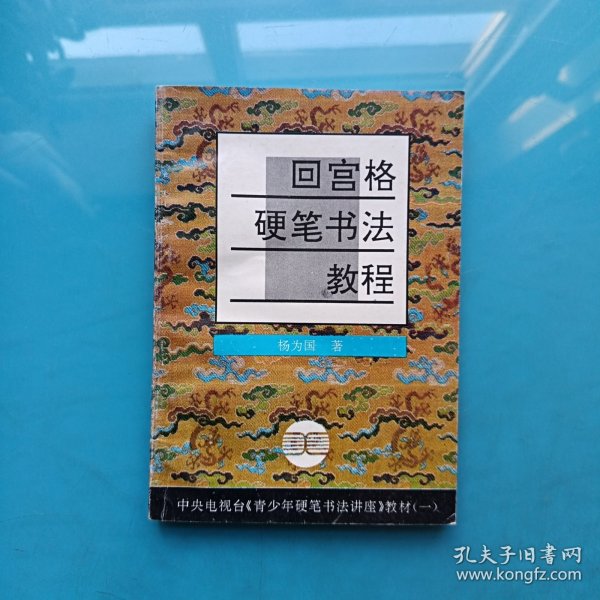 回宫格
硬笔书法
教程
杨为国 著
中央电视台《青少年硬笔书法讲座》教材(一)
孔夫子旧书网
www.kongfz.com